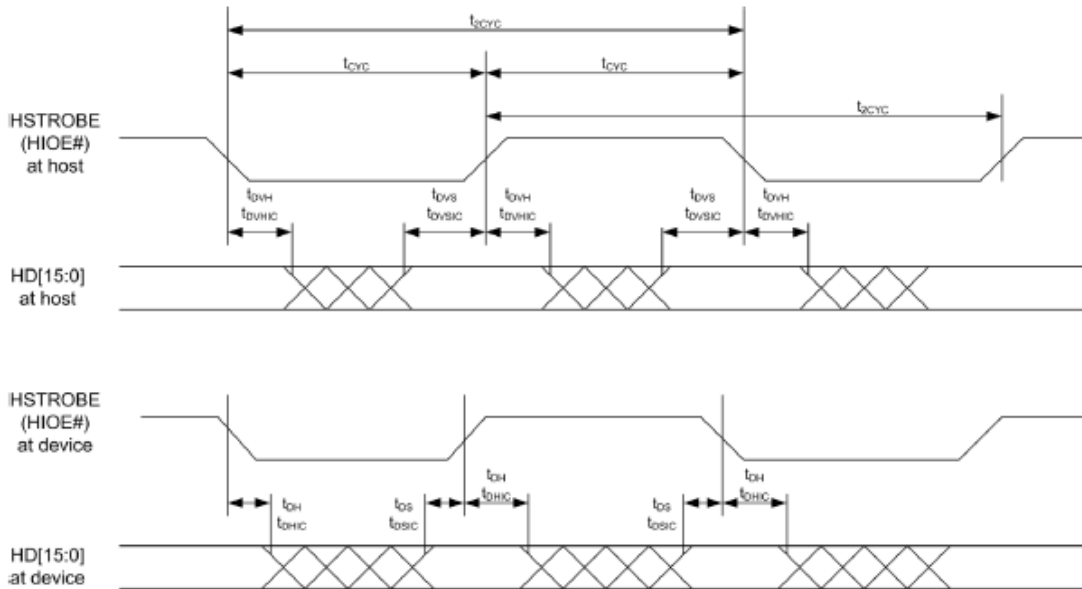 t2CYC
tCYC tCYC
t2CYC
HSTROBE
(HIOE#)
at host
tDVH tDVS tDVH tDVS tDVH
tDVHIC tDVSIC tDVHIC tDVSIC tDVHIC
HD[15:0]
at host
HSTROBE
(HIOE#)
at device
tDH tDS tDH tDS tDH
tDHIC tDSIC tDHIC tDSIC tDHIC
HD[15:0]
at device